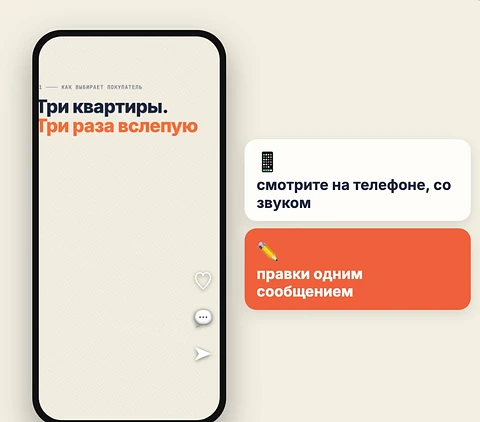 1 КАК ВЫБИРАЕТ ПОКУПАТЕЛЬ
Три квартиры.
Три раза вслепую
смотрите на телефоне, со
звуком
правки одним
сообщением